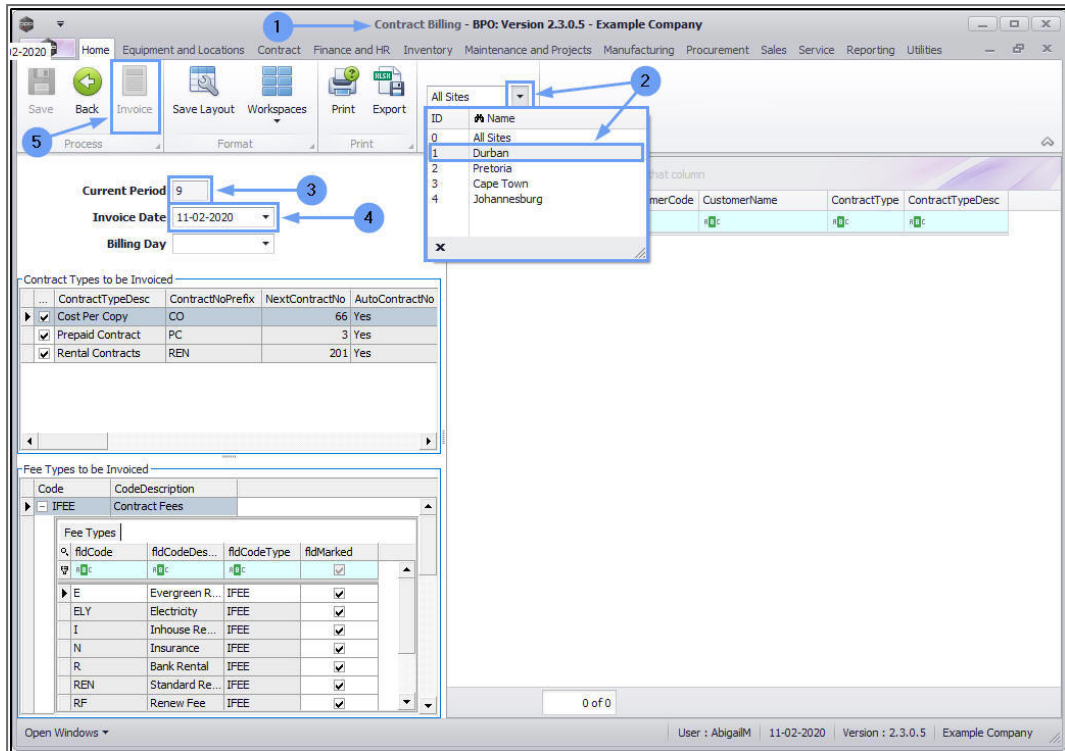 1
Contract Billing - BPO: Version 2.3.0.5 - Example Company
2-2020
Home Equipment and Locations Contract Finance and HR Inventory Maintenance and Projects Manufacturing Procurement Sales Service Reporting Utilities
Save Back Invoice Save Layout Workspaces Print Export
All Sites
2
5
Process Format Print
ID Name
0 All Sites
1 Durban
2 Pretoria
3 Cape Town
4 Johannesburg
that column
merCode CustomerName ContractType ContractTypeDesc
Current Period 9
3
Invoice Date 11-02-2020
4
Billing Day
Contract Types to be Invoiced
... ContractTypeDesc ContractNoPrefix NextContractNo AutoContractNo
Cost Per Copy CO 66 Yes
Prepaid Contract PC 3 Yes
Rental Contracts REN 201 Yes
Fee Types to be Invoiced
Code CodeDescription
IFEE Contract Fees
Fee Types
fldCode fldCodeDes... fldCodeType fldMarked
E Evergreen R... IFEE
ELY Electricity IFEE
I Inhouse Re... IFEE
N Insurance IFEE
R Bank Rental IFEE
REN Standard Re... IFEE
RF Renew Fee IFEE
0 of 0
Open Windows User : AbigailM 11-02-2020 Version : 2.3.0.5 Example Company